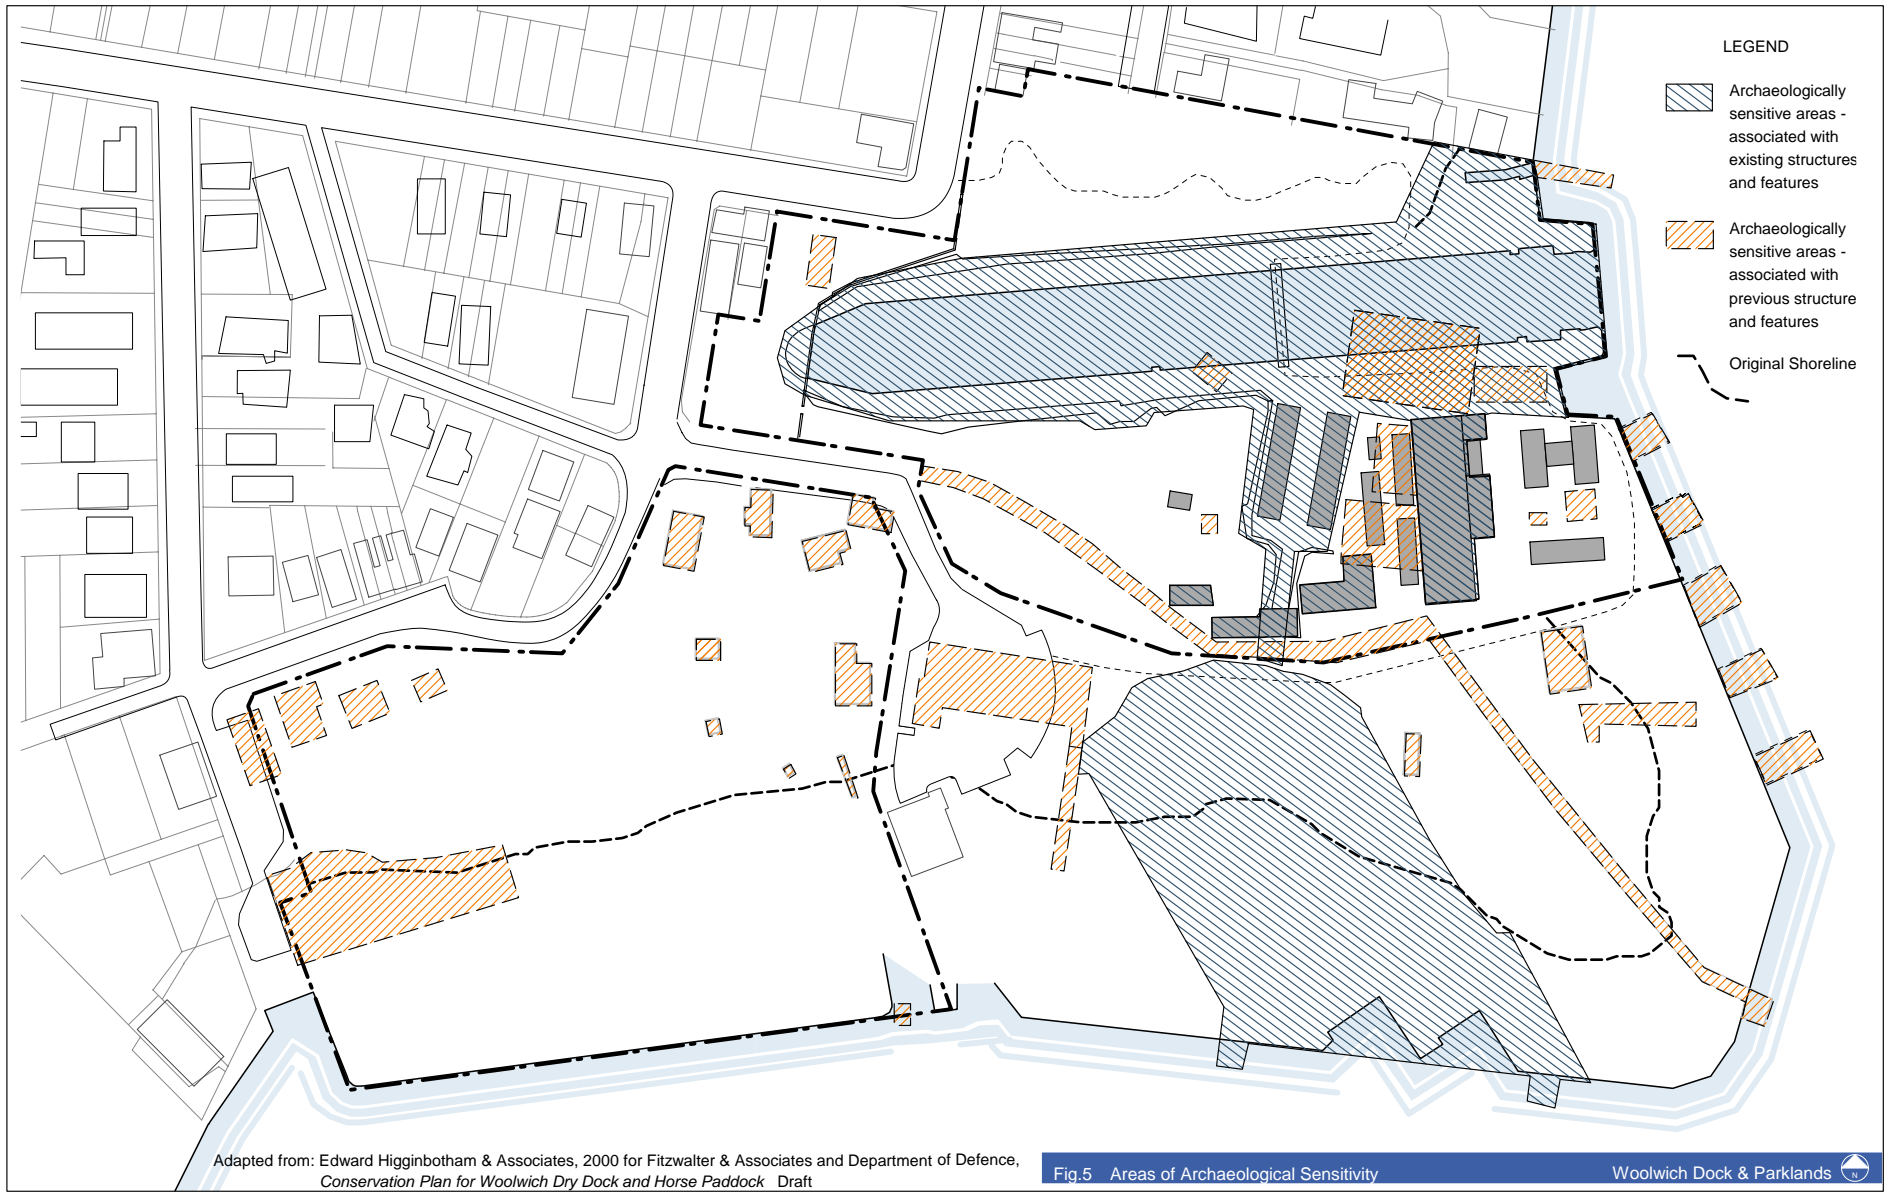 LEGEND
Archaeologically
sensitive areas -
associated with
existing structures
and features
Archaeologically
sensitive areas -
associated with
previous structure
and features
Original Shoreline
Adapted from: Edward Higginbotham & Associates, 2000 for Fitzwalter & Associates and Department of Defence,
Conservation Plan for Woolwich Dry Dock and Horse Paddock Draft
Fig.5 Areas of Archaeological Sensitivity
Woolwich Dock & Parklands
N